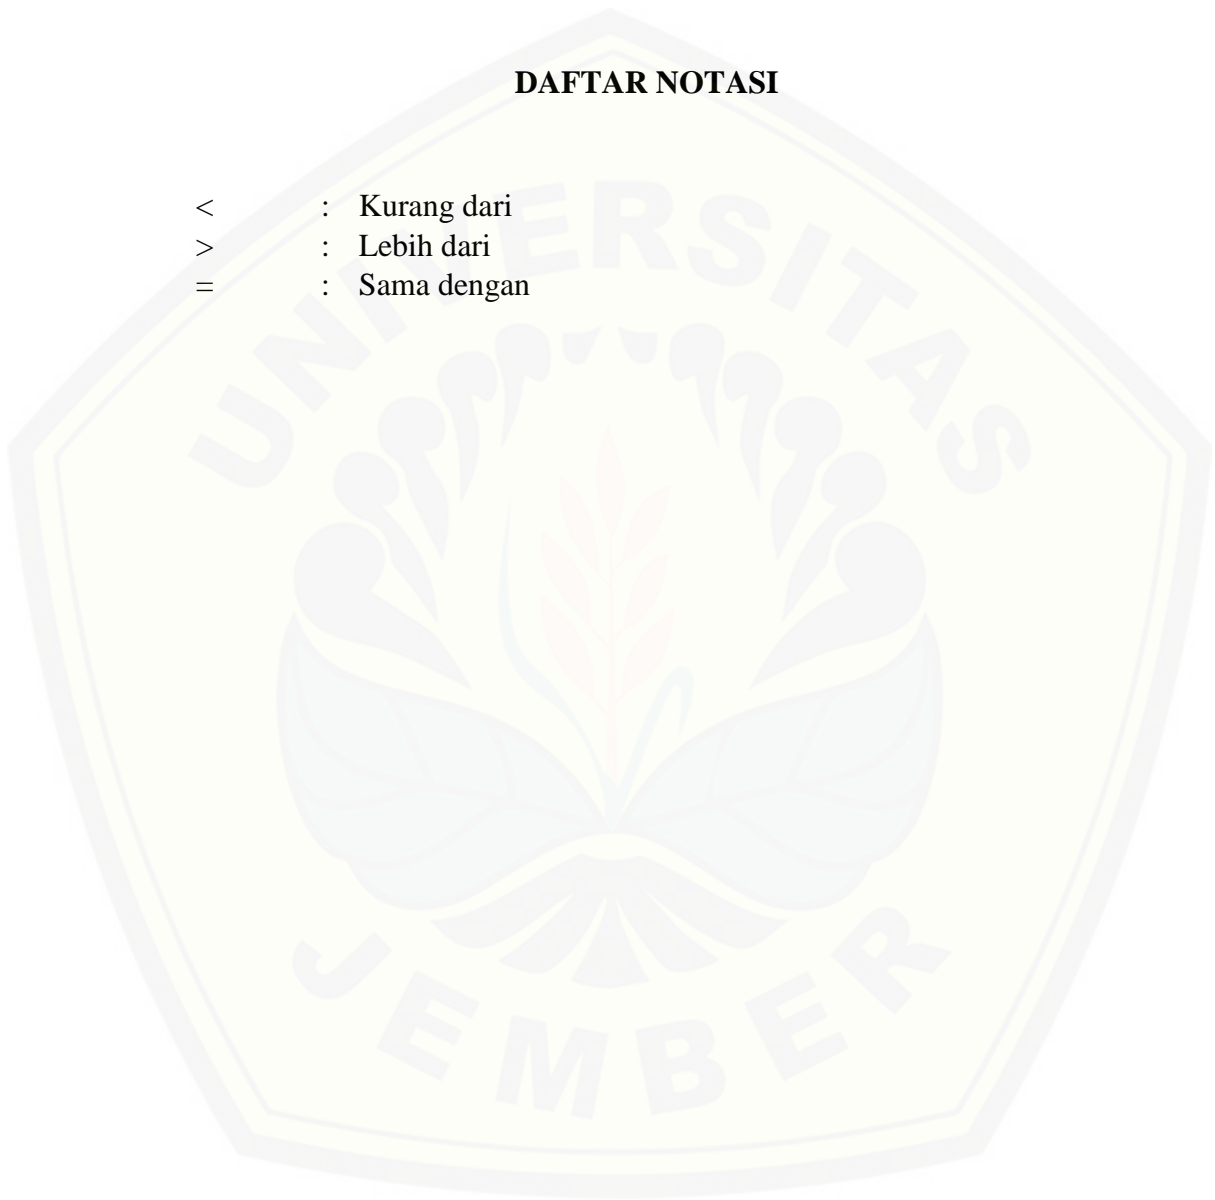 DAFTAR NOTASI
< : Kurang dari
> : Lebih dari
= : Sama dengan
UNIVERSITAS
JEMBER